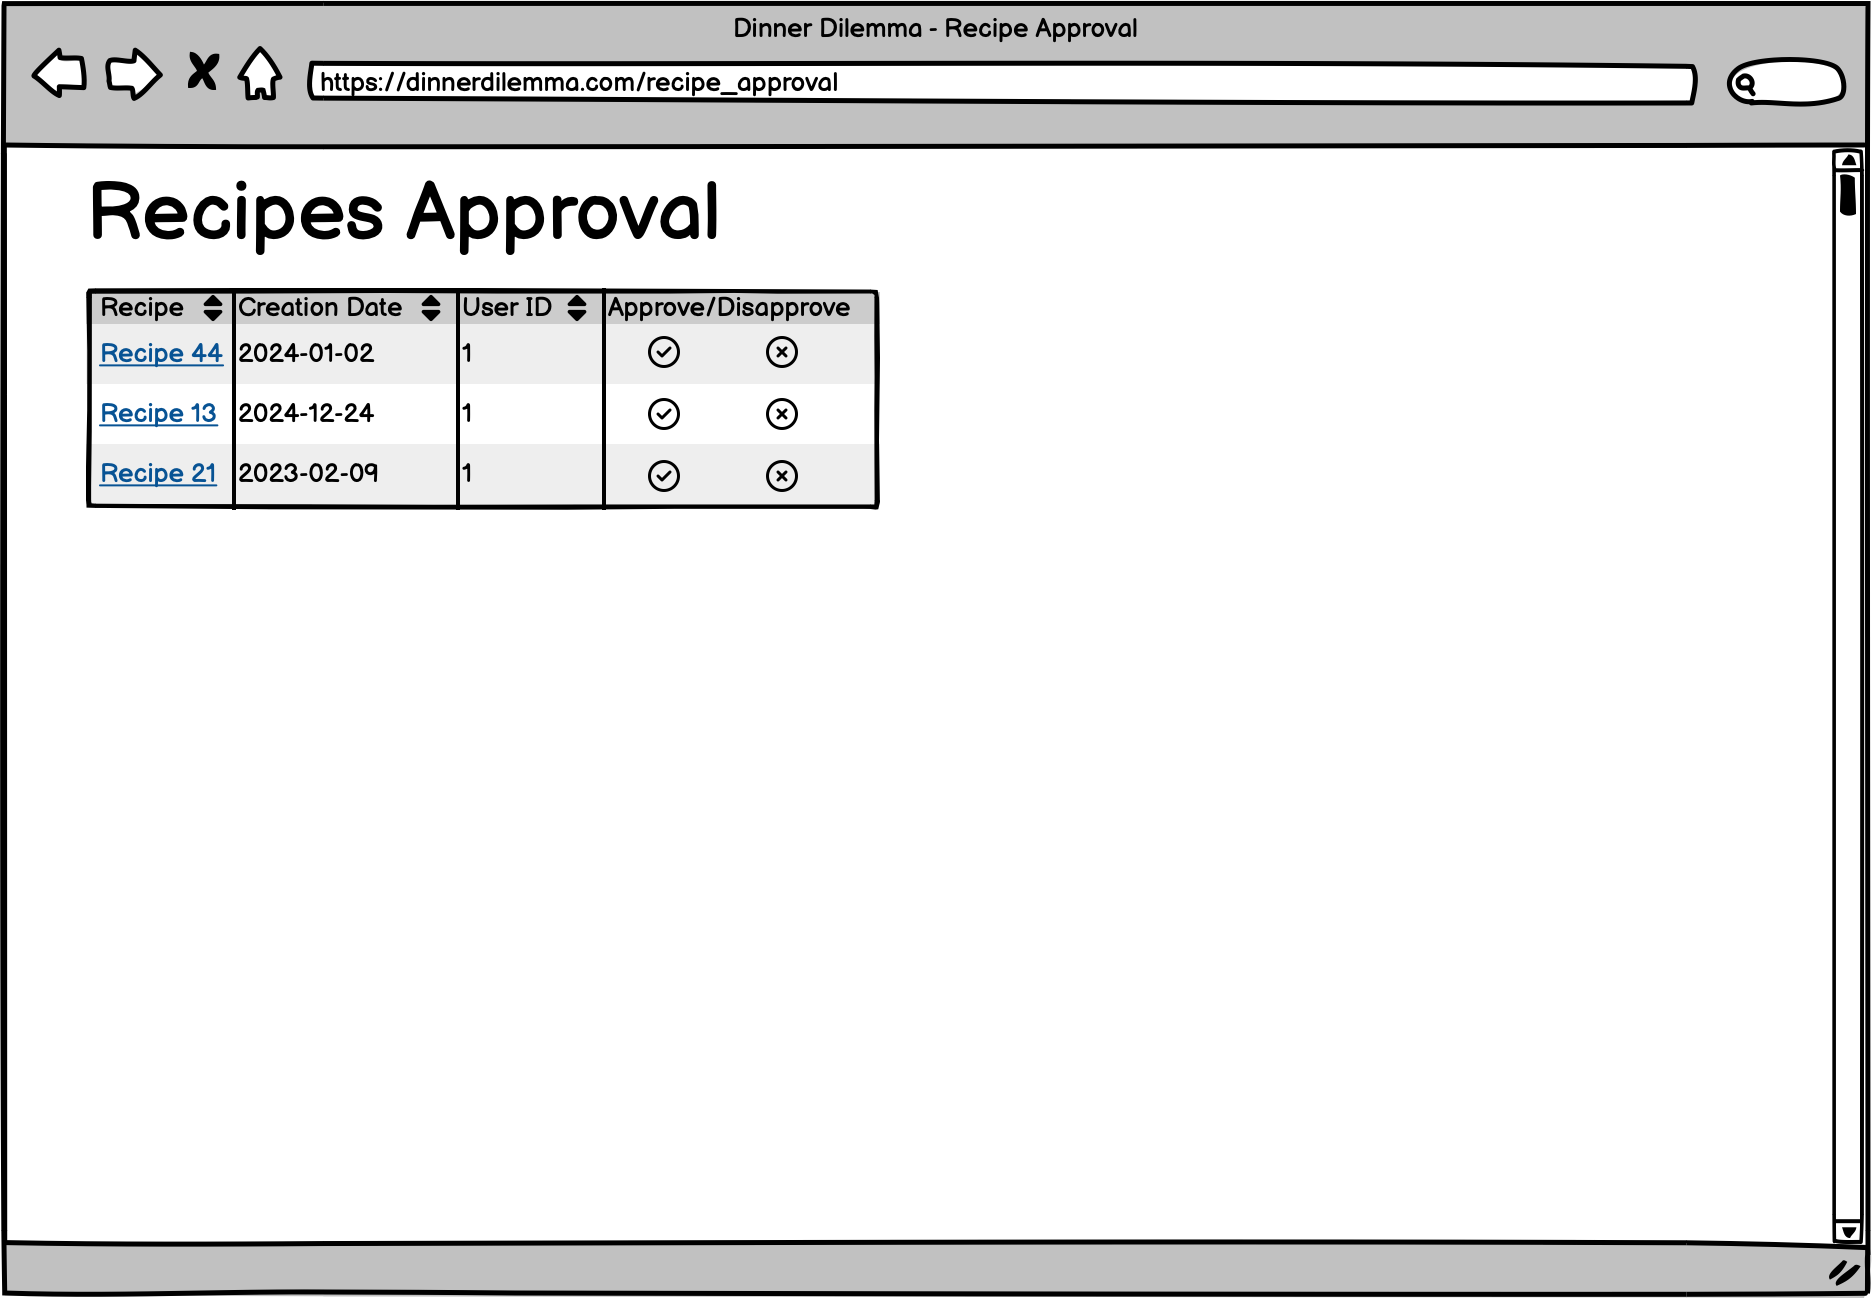 Dinner Dilemma - Recipe Approval
https://dinnerdilemma.com/recipe_approval
Recipes Approval
Recipe Creation Date User ID Approve/Disapprove
Recipe 44 2024-01-02 1
Recipe 13 2024-12-24 1
Recipe 21 2023-02-09 1